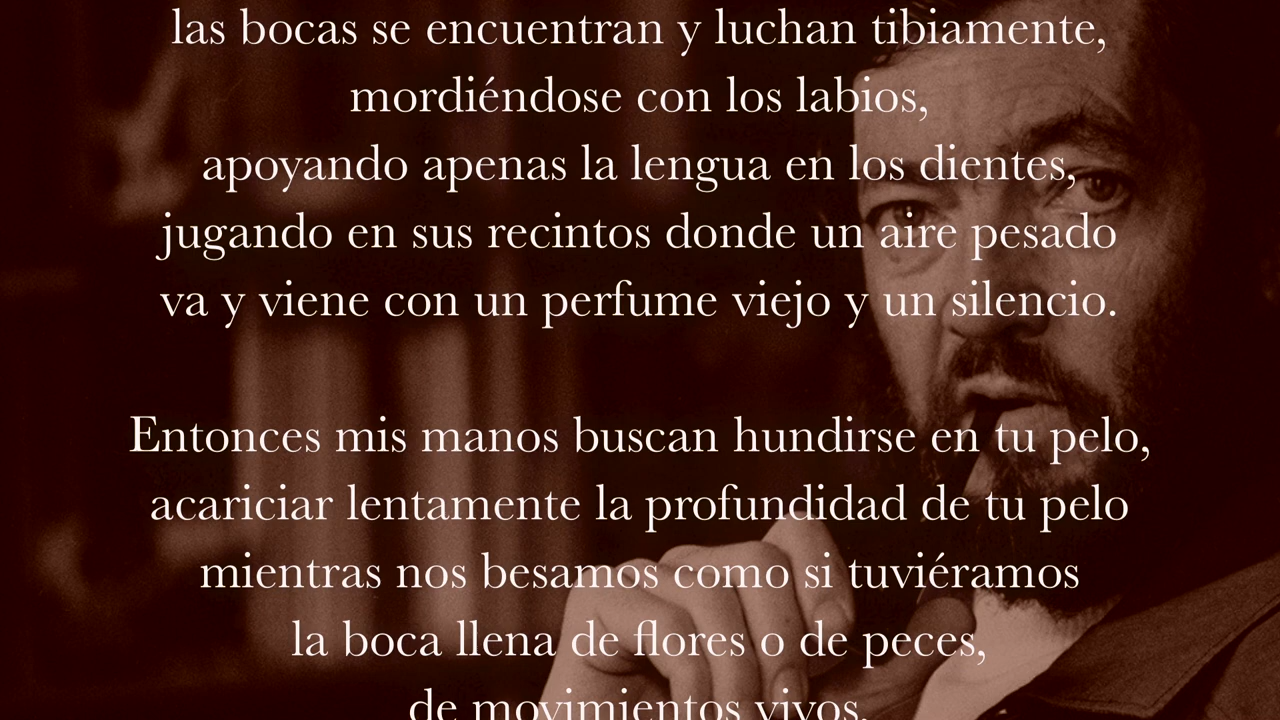 las bocas se encuentran y luchan tibiamente,
mordiéndose con los labios,
apoyando apenas la lengua en los dientes,
jugando en sus recintos donde un aire pesado
va y viene con un perfume viejo y un silencio.
Entonces mis manos buscan hundirse en tu pelo,
acariciar lentamente la profundidad de tu pelo
mientras nos besamos como si tuviéramos
la boca llena de flores o de peces,
de movimientos vivos,